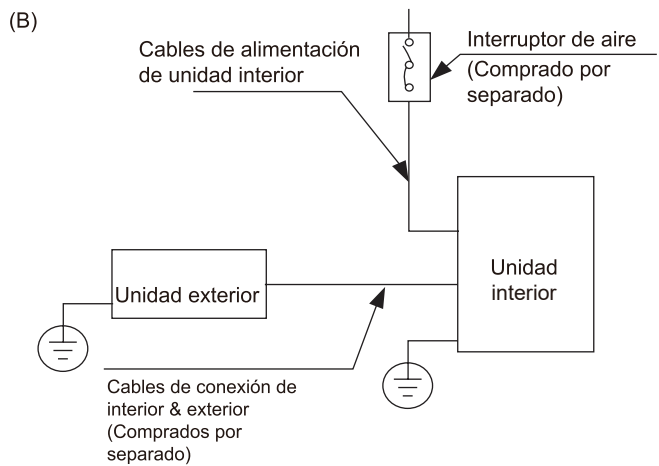 (B)
Cables de alimentación
de unidad interior
Interruptor de aire
(Comprado por
separado)
Unidad exterior
Unidad
interior
Cables de conexión de
interior & exterior
(Comprados por
separado)